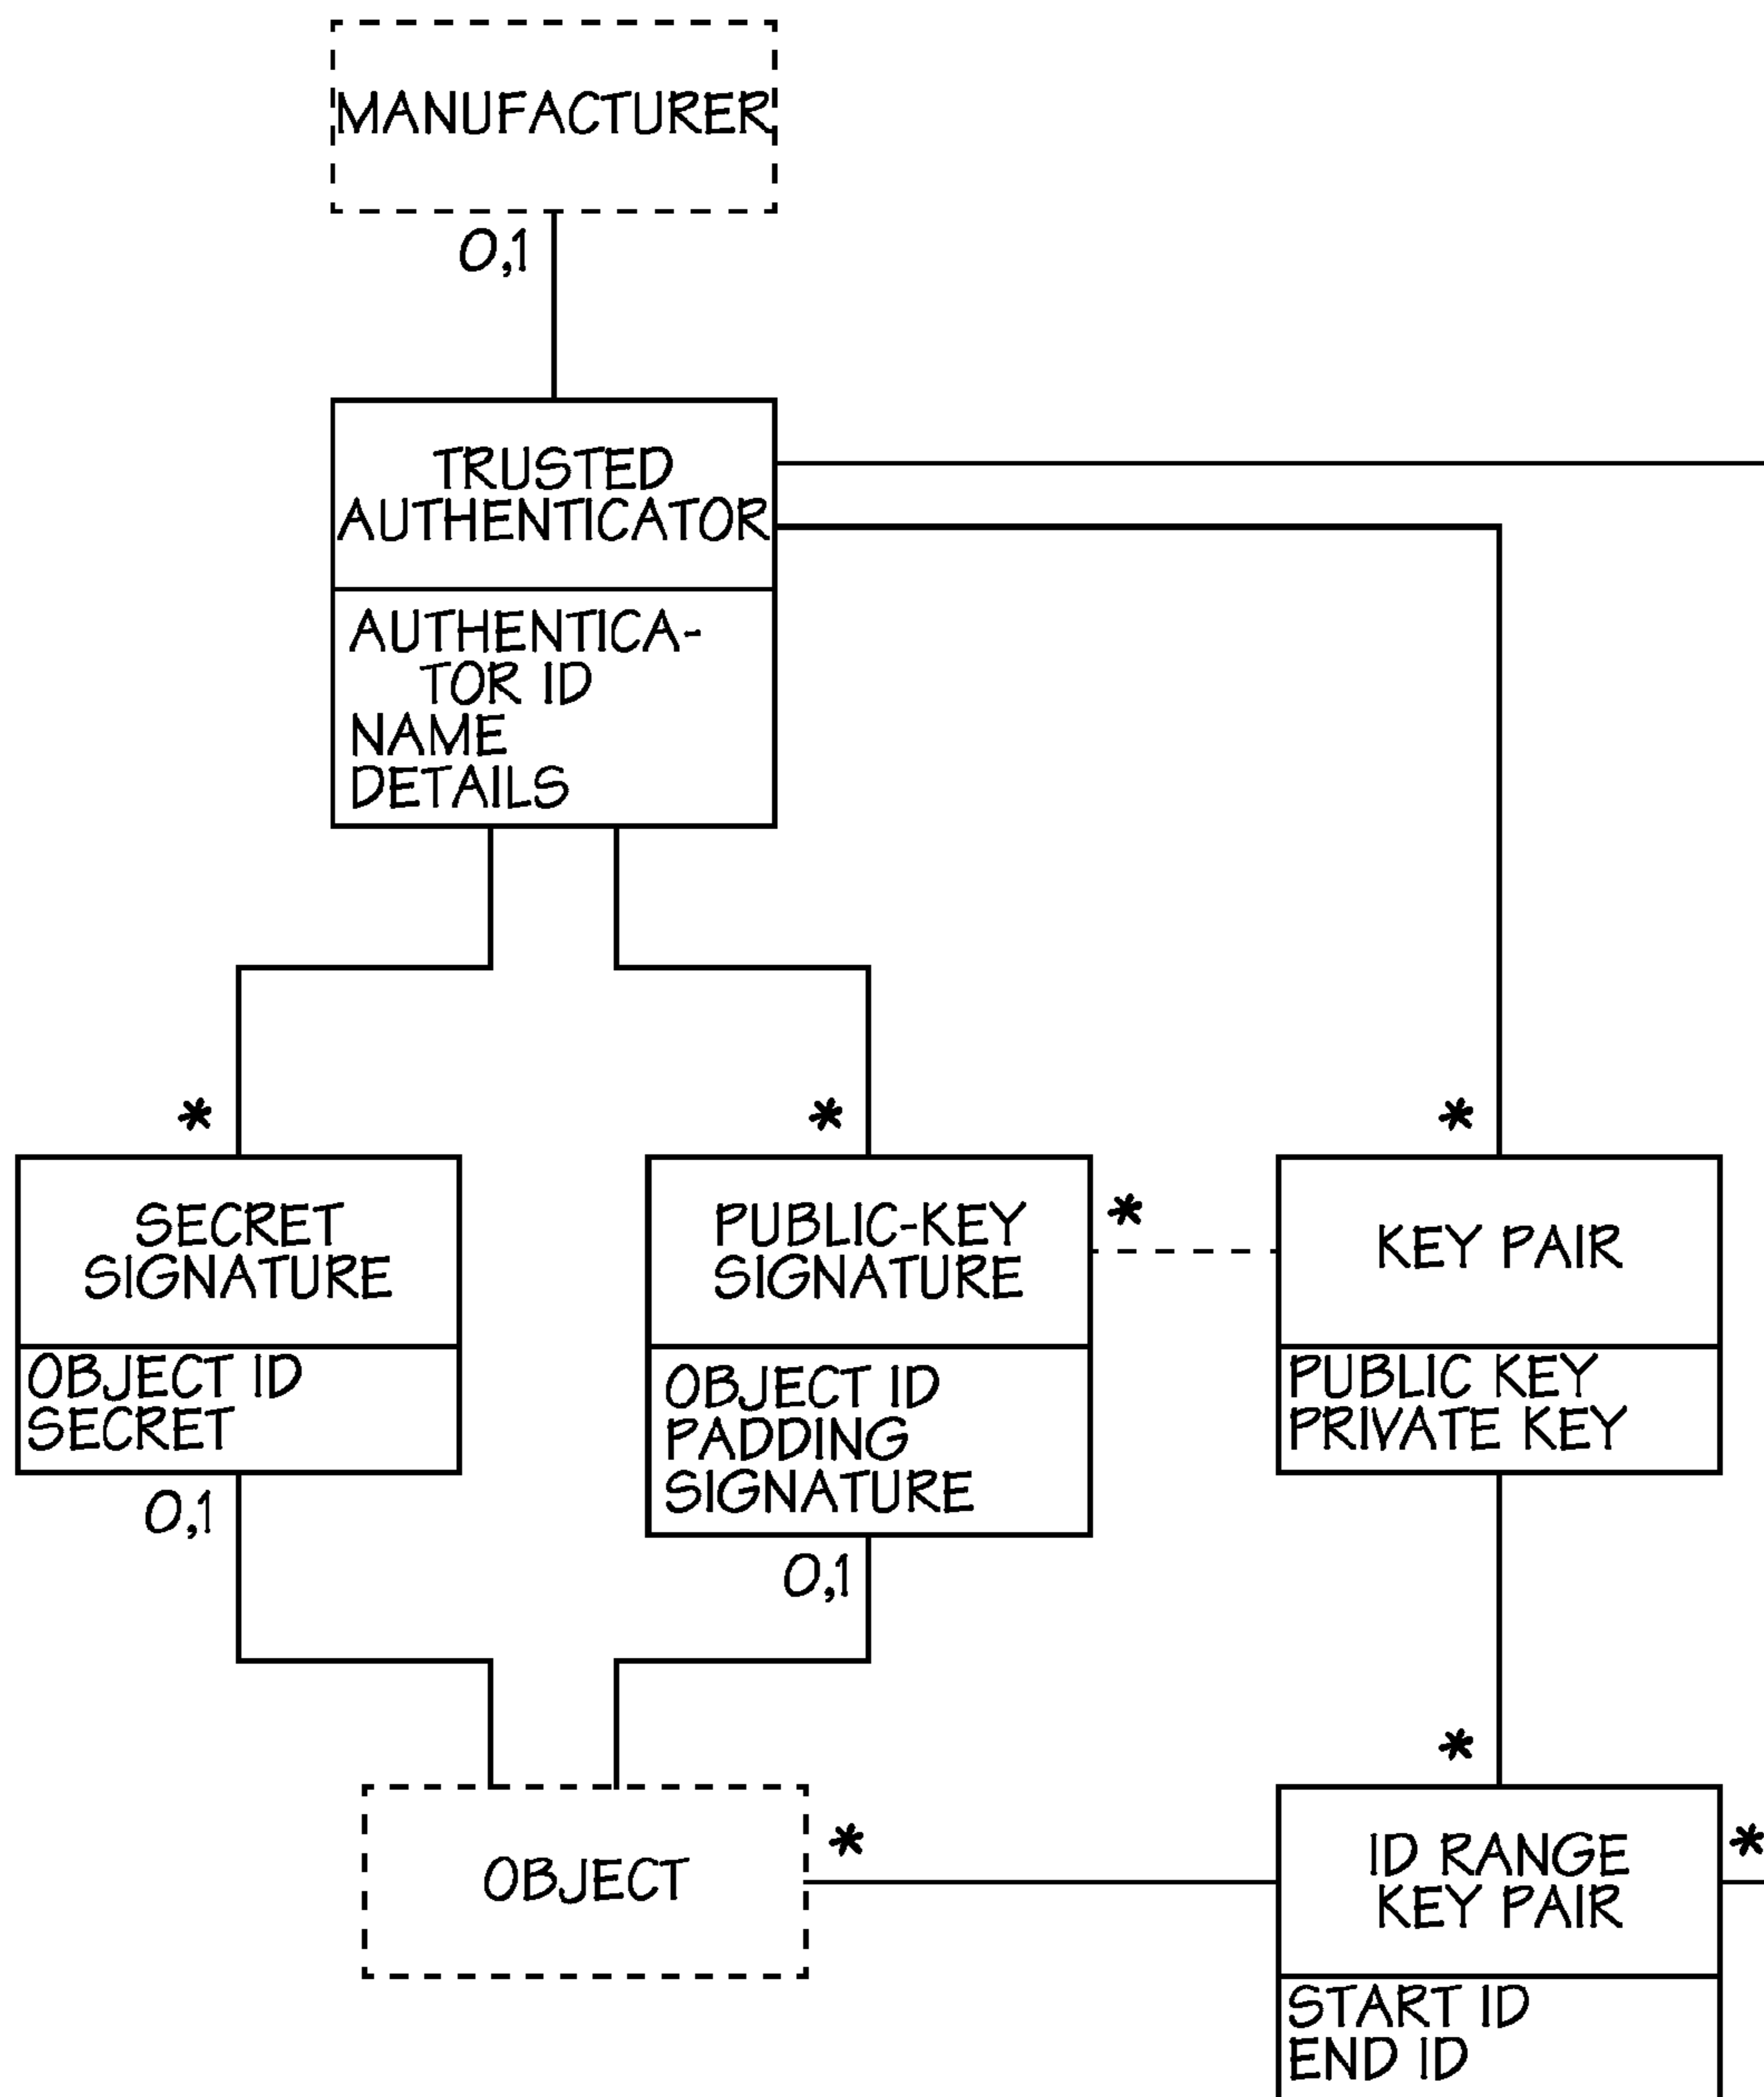 MANUFACTURER
0,1
TRUSTED
AUTHENTICATOR
AUTHENTICA-
TOR ID
NAME
DETAILS
*
*
*
SECRET
SIGNATURE
OBJECT ID
SECRET
0,1
PUBLIC-KEY
SIGNATURE
*
OBJECT ID
PADDING
SIGNATURE
0,1
KEY PAIR
PUBLIC KEY
PRIVATE KEY
*
OBJECT
*
ID RANGE
KEY PAIR
*
START ID
END ID